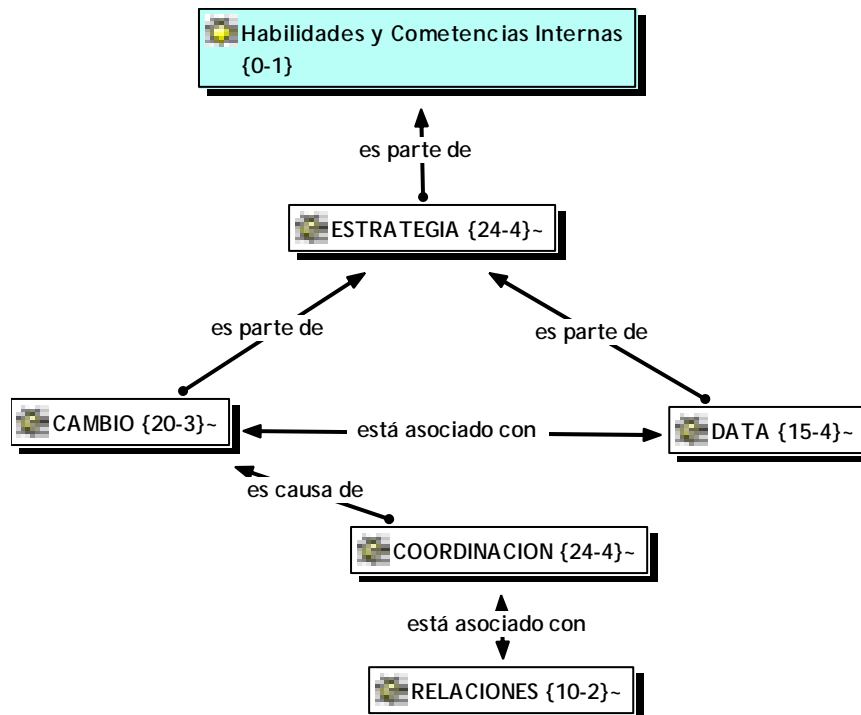 Habilidades y Cometencias Internas
{0-1}
es parte de
ESTRATEGIA {24-4}~
es parte de
es parte de
CAMBIO {20-3}~
está asociado con
DATA {15-4}~
es causa de
COORDINACION {24-4}~
está asociado con
RELACIONES {10-2}~